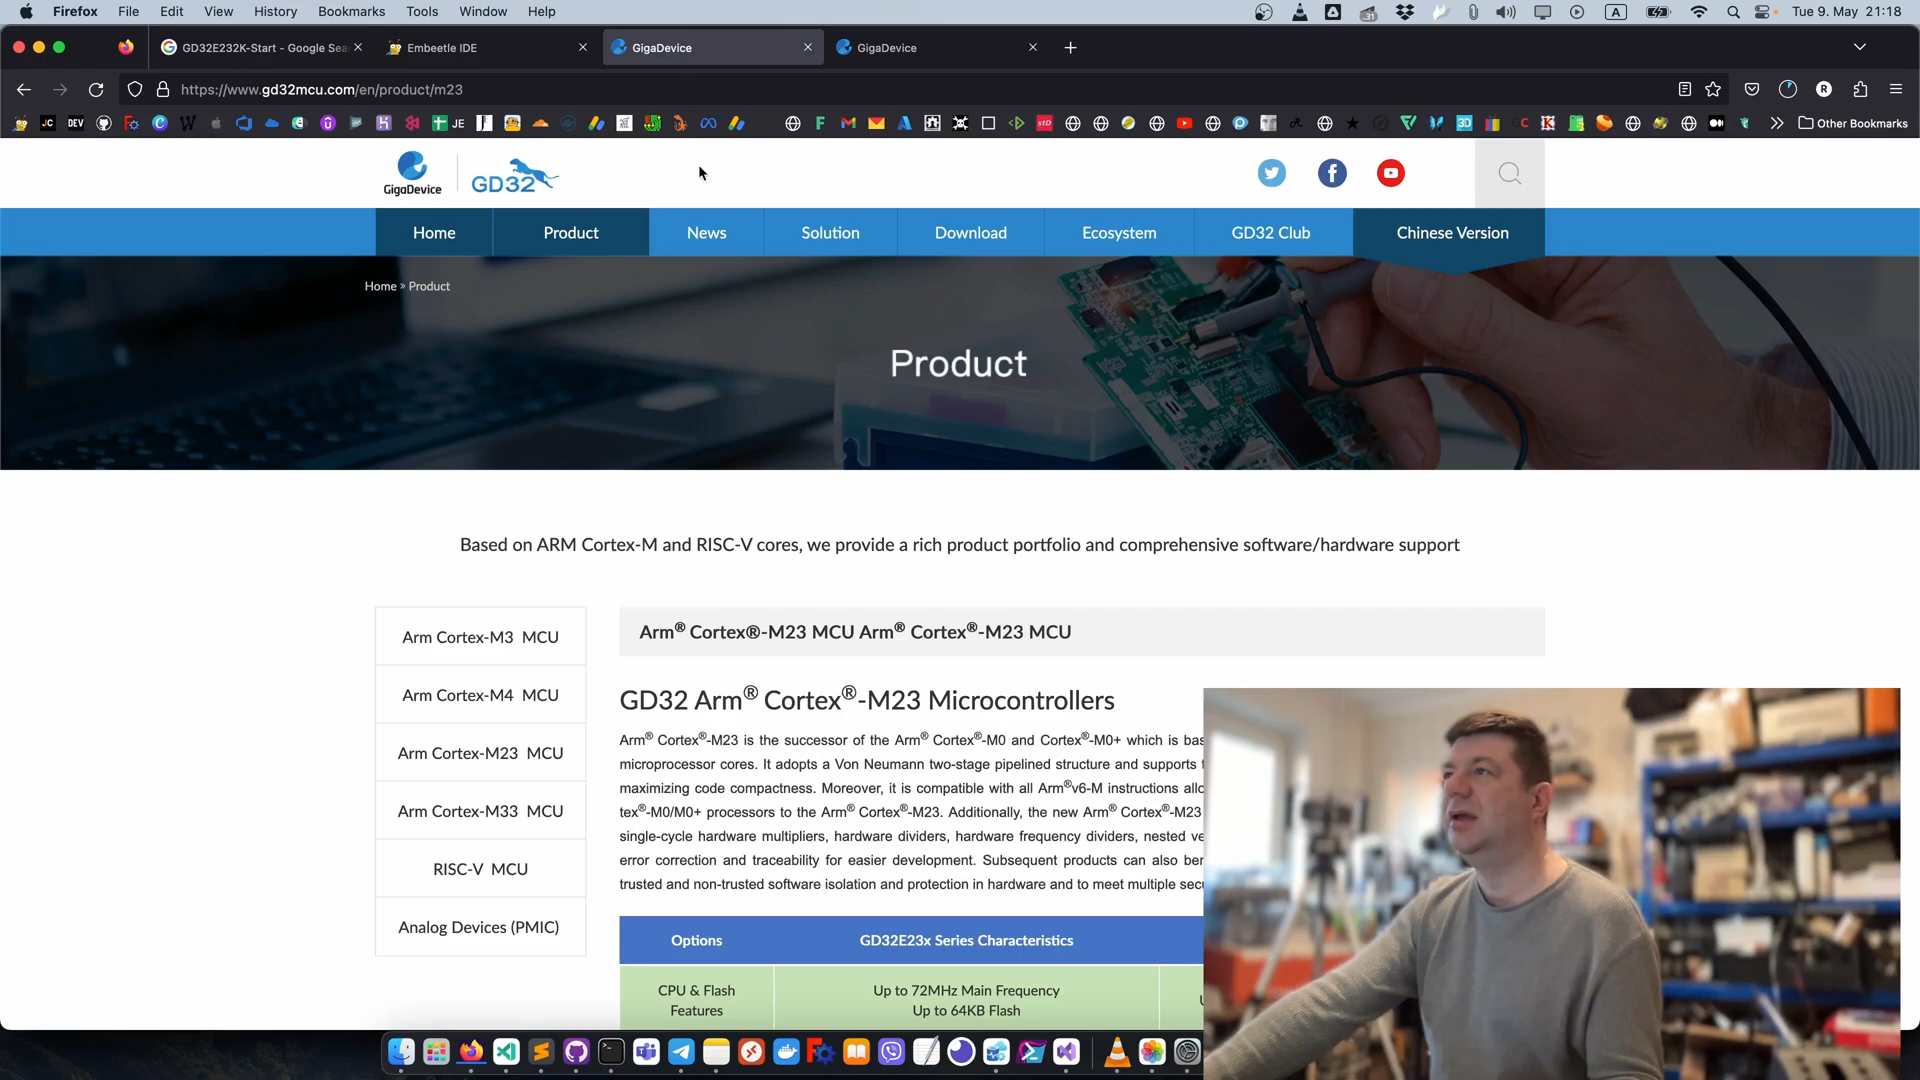 Firefox File Edit View History Bookmarks Tools Window Help
31 A Tue 9. May 21:18
GD32E232K-Start - Google Sea
Embeetle IDE
GigaDevice
GigaDevice
https://www.gd32mcu.com/en/product/m23
R
JC DEV JE Other Bookmarks
GigaDevice
GD32
Home Product News Solution Download Ecosystem GD32 Club Chinese Version
Home » Product
Product
Based on ARM Cortex-M and RISC-V cores, we provide a rich product portfolio and comprehensive software/hardware support
Arm Cortex-M3 MCU
Arm Cortex-M4 MCU
Arm Cortex-M23 MCU
Arm Cortex-M33 MCU
RISC-V MCU
Analog Devices (PMIC)
Arm® Cortex®-M23 MCU Arm® Cortex®-M23 MCU
GD32 Arm® Cortex®-M23 Microcontrollers
Arm® Cortex®-M23 is the successor of the Arm® Cortex®-M0 and Cortex®-M0+ which is bas
microprocessor cores. It adopts a Von Neumann two-stage pipelined structure and supports t
maximizing code compactness. Moreover, it is compatible with all Arm®v6-M instructions allo
tex®-M0/M0+ processors to the Arm® Cortex®-M23. Additionally, the new Arm® Cortex®-M23
single-cycle hardware multipliers, hardware dividers, hardware frequency dividers, nested ve
error correction and traceability for easier development. Subsequent products can also ben
trusted and non-trusted software isolation and protection in hardware and to meet multiple secu
Options GD32E23x Series Characteristics
CPU & Flash
Features
Up to 72MHz Main Frequency
Up to 64KB Flash